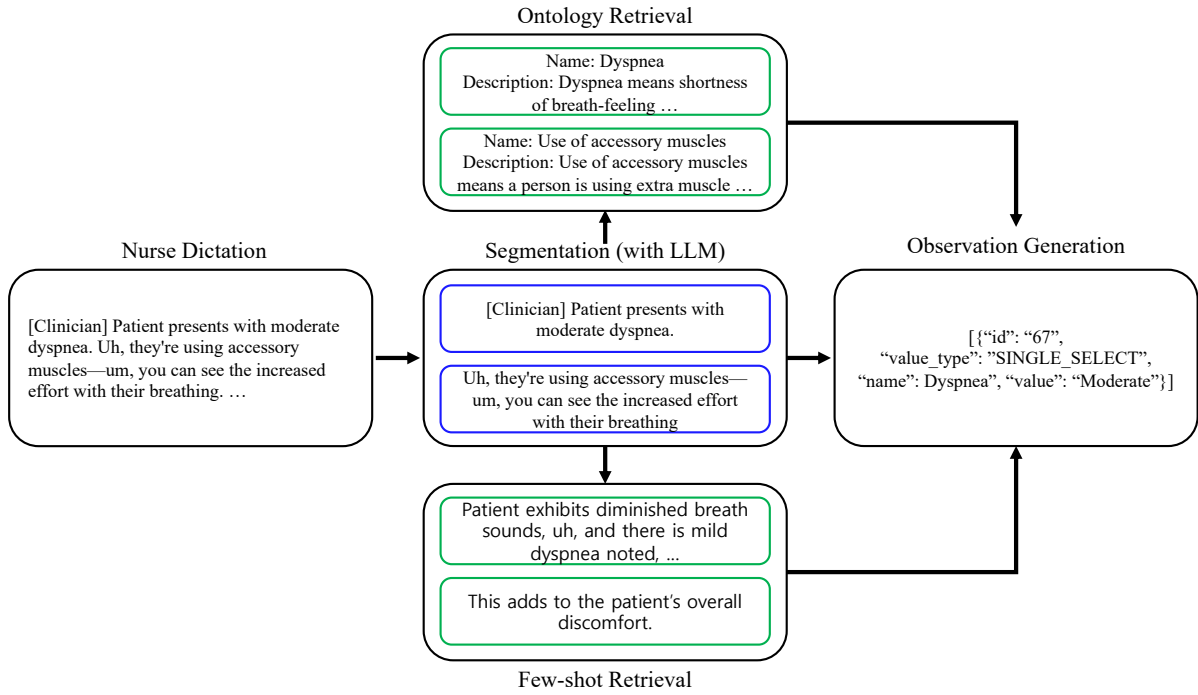 Ontology Retrieval
Name: Dyspnea
Description: Dyspnea means shortness
of breath-feeling …
Name: Use of accessory muscles
Description: Use of accessory muscles
means a person is using extra muscle …
Nurse Dictation
[Clinician] Patient presents with moderate
dyspnea. Uh, they're using accessory
muscles—um, you can see the increased
effort with their breathing. …
Segmentation (with LLM)
[Clinician] Patient presents with
moderate dyspnea.
Uh, they're using accessory muscles—
um, you can see the increased effort
with their breathing
Observation Generation
[{“id”: “67”,
“value_type”: ”SINGLE_SELECT”,
“name”: Dyspnea”, “value”: “Moderate”}]
Patient exhibits diminished breath
sounds, uh, and there is mild
dyspnea noted, ...
This adds to the patient’s overall
discomfort.
Few-shot Retrieval